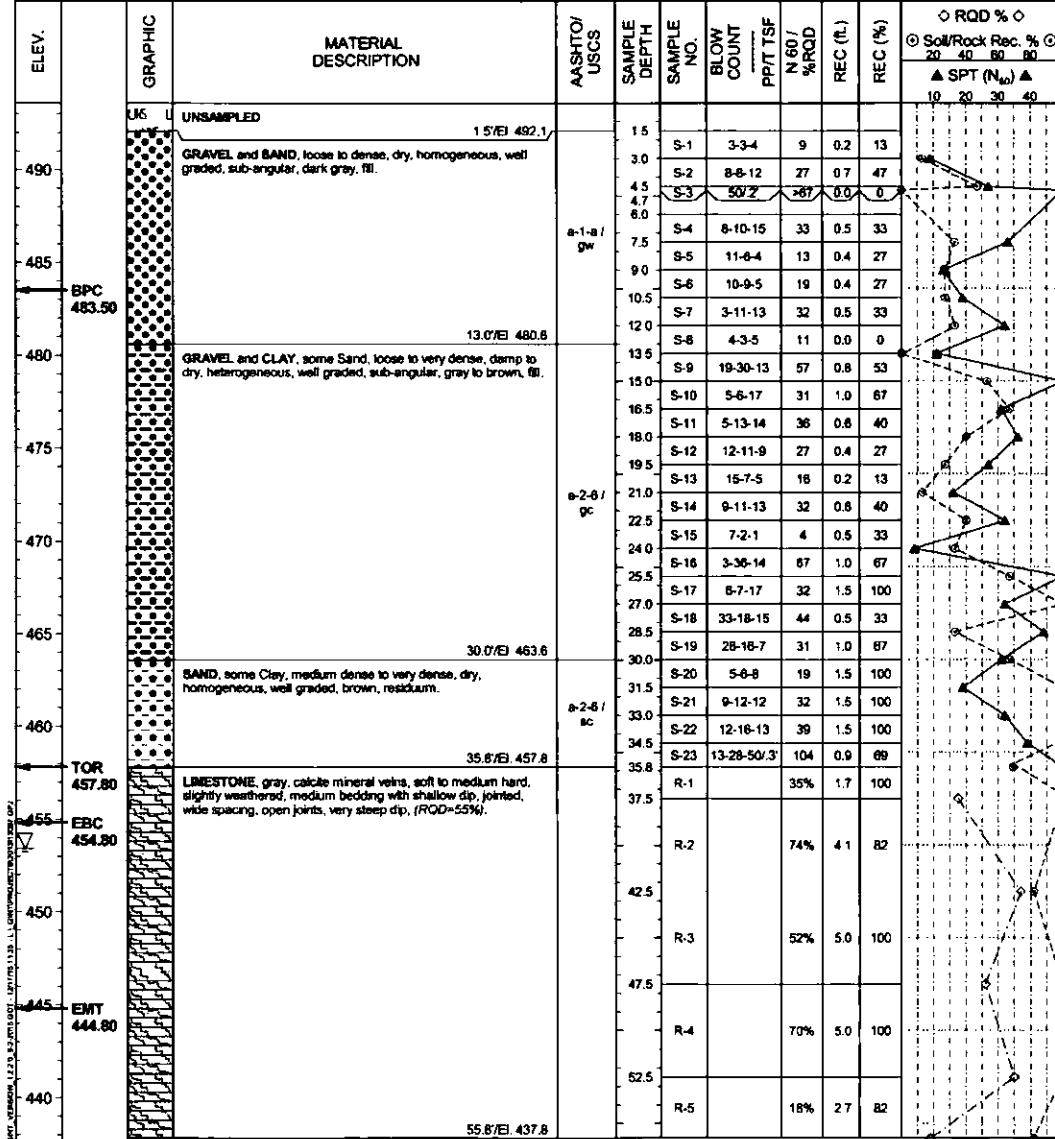 ELEV.
GRAPHIC
MATERIAL
DESCRIPTION
AASHTO/
USCS
SAMPLE
DEPTH
SAMPLE
NO.
BLOW
COUNT
PP/T TSF
N 60 /
%RQD
REC (ft.)
REC (%)
◇ RQD % ◇
⊙ Soil/Rock Rec. % ⊙
20 40 60 80
▲ SPT (N60) ▲
10 20 30 40
UNSAMPLED
1.5'/El. 492.1
GRAVEL and SAND, loose to dense, dry, homogeneous, well
graded, sub-angular, dark gray, fill.
a-1-a /
gw
13.0'/El. 480.6
GRAVEL and CLAY, some Sand, loose to very dense, damp to
dry, heterogeneous, well graded, sub-angular, gray to brown, fill.
a-2-6 /
gc
30.0'/El. 463.6
SAND, some Clay, medium dense to very dense, dry,
homogeneous, well graded, brown, residuum.
a-2-6 /
sc
35.8'/El. 457.8
LIMESTONE, gray, calcite mineral veins, soft to medium hard,
slightly weathered, medium bedding with shallow dip, jointed,
wide spacing, open joints, very steep dip, (RQD=55%).
55.8'/El. 437.8
490
485
480
475
470
465
460
455
450
445
440
BPC
483.50
TOR
457.80
EBC
454.80
EMT
444.80
1.5
S-1 3-3-4 9 0.2 13
3.0
S-2 8-6-12 27 0.7 47
4.5
S-3 50/.2' >67 0.0 0
4.7
6.0
S-4 8-10-15 33 0.5 33
7.5
S-5 11-6-4 13 0.4 27
9.0
S-6 10-9-5 19 0.4 27
10.5
S-7 3-11-13 32 0.5 33
12.0
S-8 4-3-5 11 0.0 0
13.5
S-9 19-30-13 57 0.8 53
15.0
S-10 5-6-17 31 1.0 67
16.5
S-11 5-13-14 36 0.6 40
18.0
S-12 12-11-9 27 0.4 27
19.5
S-13 15-7-5 16 0.2 13
21.0
S-14 9-11-13 32 0.6 40
22.5
S-15 7-2-1 4 0.5 33
24.0
S-16 3-36-14 67 1.0 67
25.5
S-17 6-7-17 32 1.5 100
27.0
S-18 33-18-15 44 0.5 33
28.5
S-19 28-16-7 31 1.0 67
30.0
S-20 5-6-8 19 1.5 100
31.5
S-21 9-12-12 32 1.5 100
33.0
S-22 12-16-13 39 1.5 100
34.5
S-23 13-28-50/.3' 104 0.9 69
35.8
R-1 35% 1.7 100
37.5
R-2 74% 4.1 82
42.5
R-3 52% 5.0 100
47.5
R-4 70% 5.0 100
52.5
R-5 18% 2.7 82